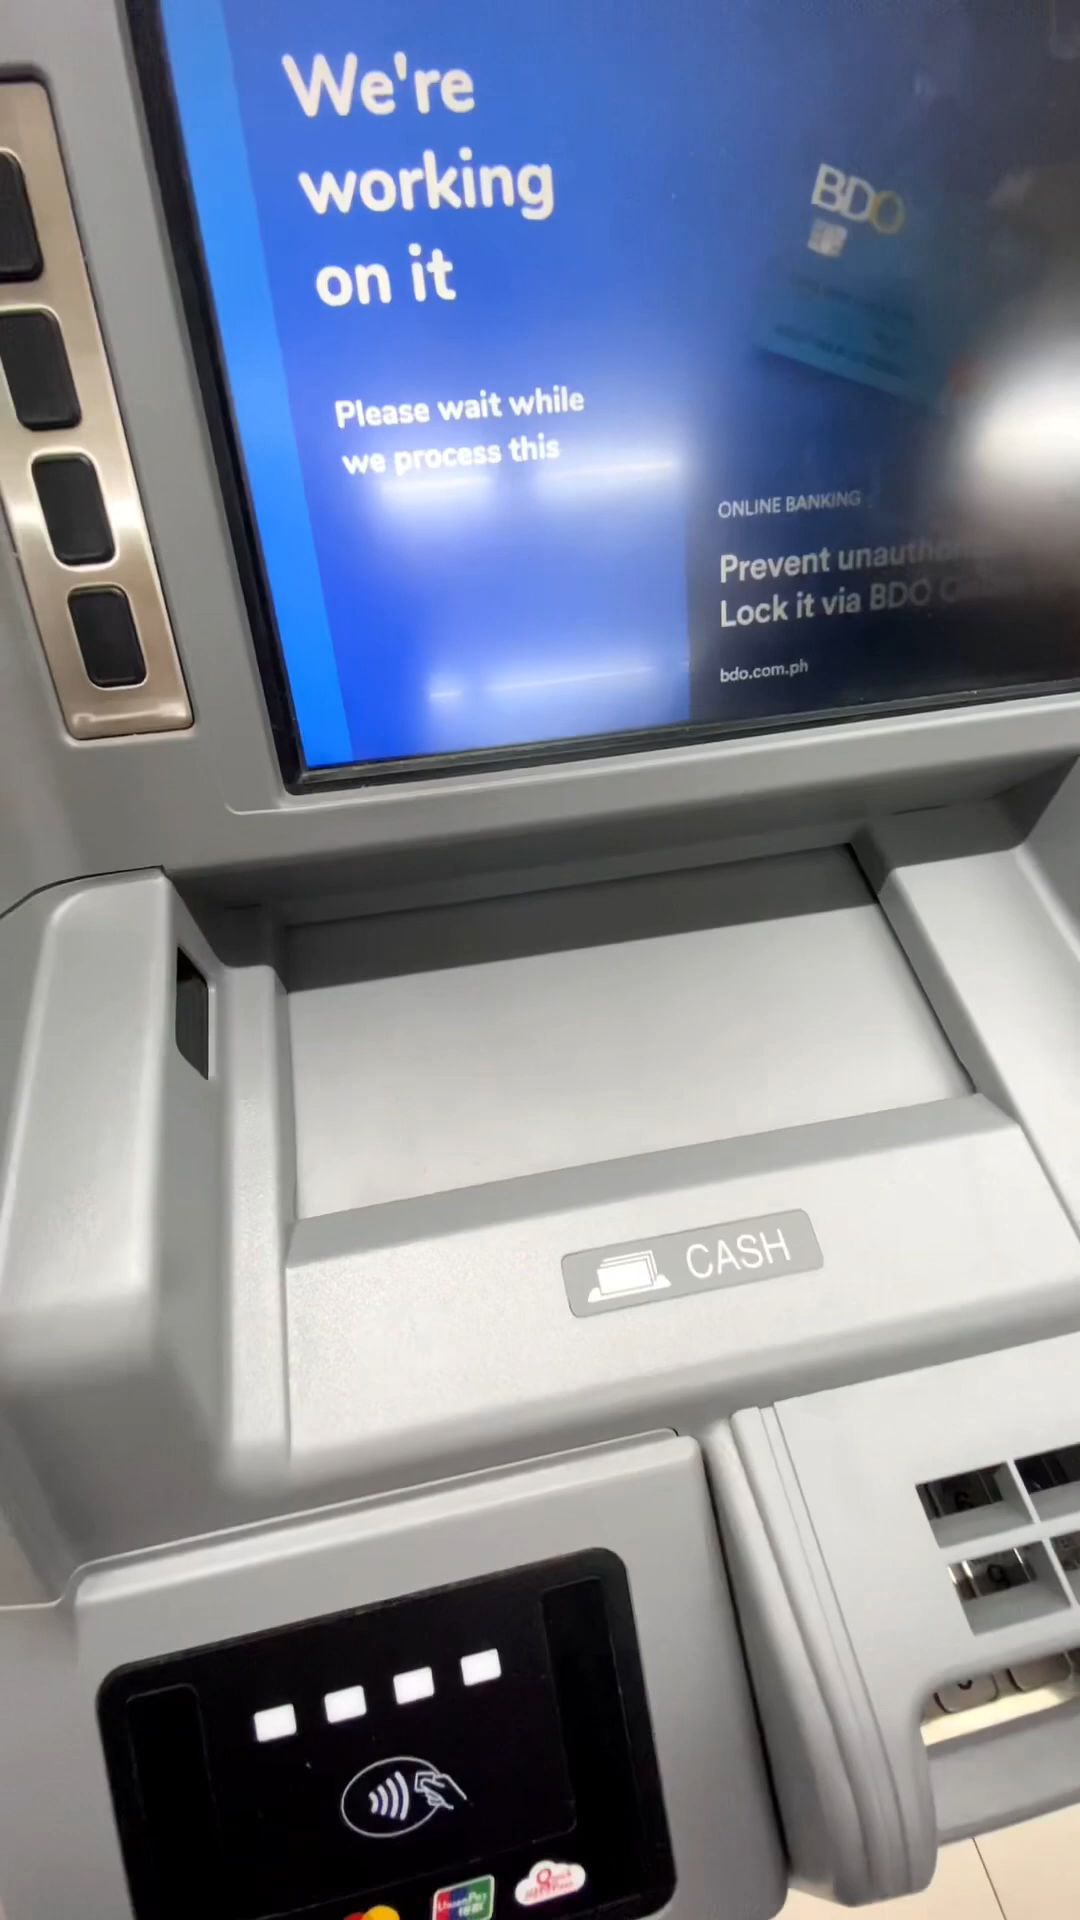 We're
working
on it
Please wait while
we process this
BDO
ONLINE BANKING
Prevent
Lock it via BDO
bdo.com.ph
CASH
UnionPay